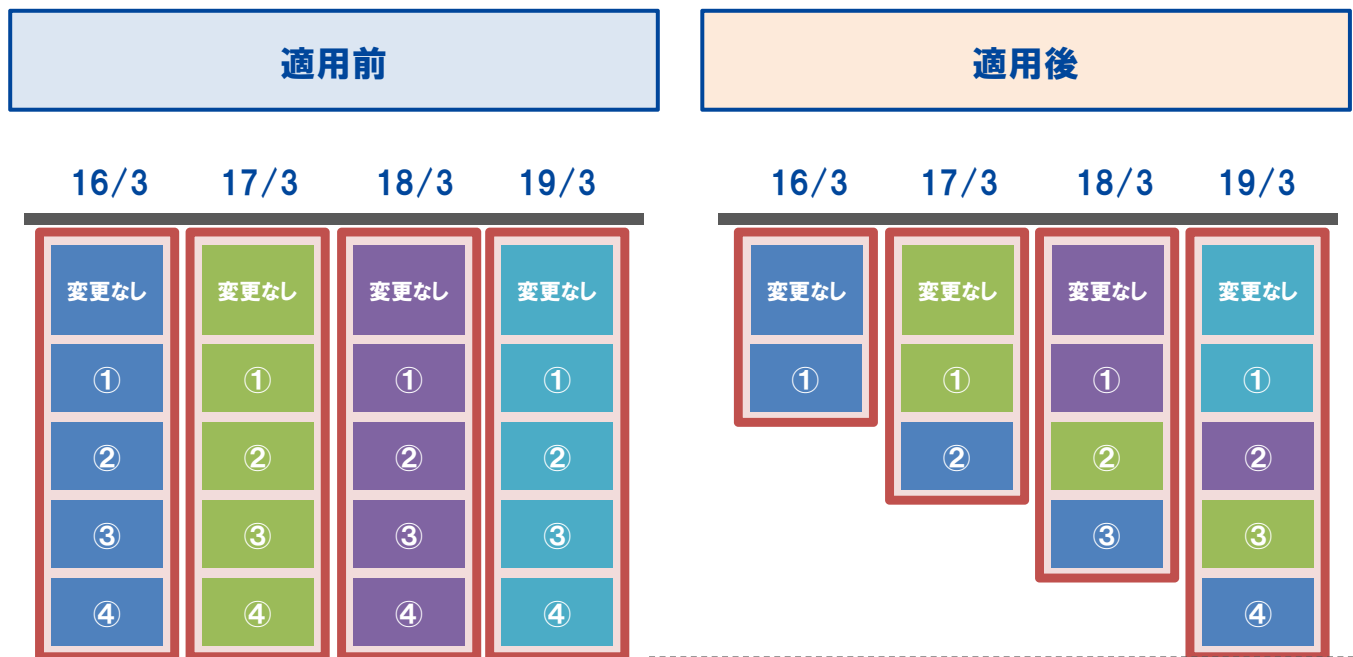 適用前
適用後
16/3 17/3 18/3 19/3
16/3 17/3 18/3 19/3
変更なし 変更なし 変更なし 変更なし
① ① ① ①
② ② ② ②
③ ③ ③ ③
④ ④ ④ ④
変更なし 変更なし 変更なし 変更なし
① ① ① ①
② ② ②
③ ③
④